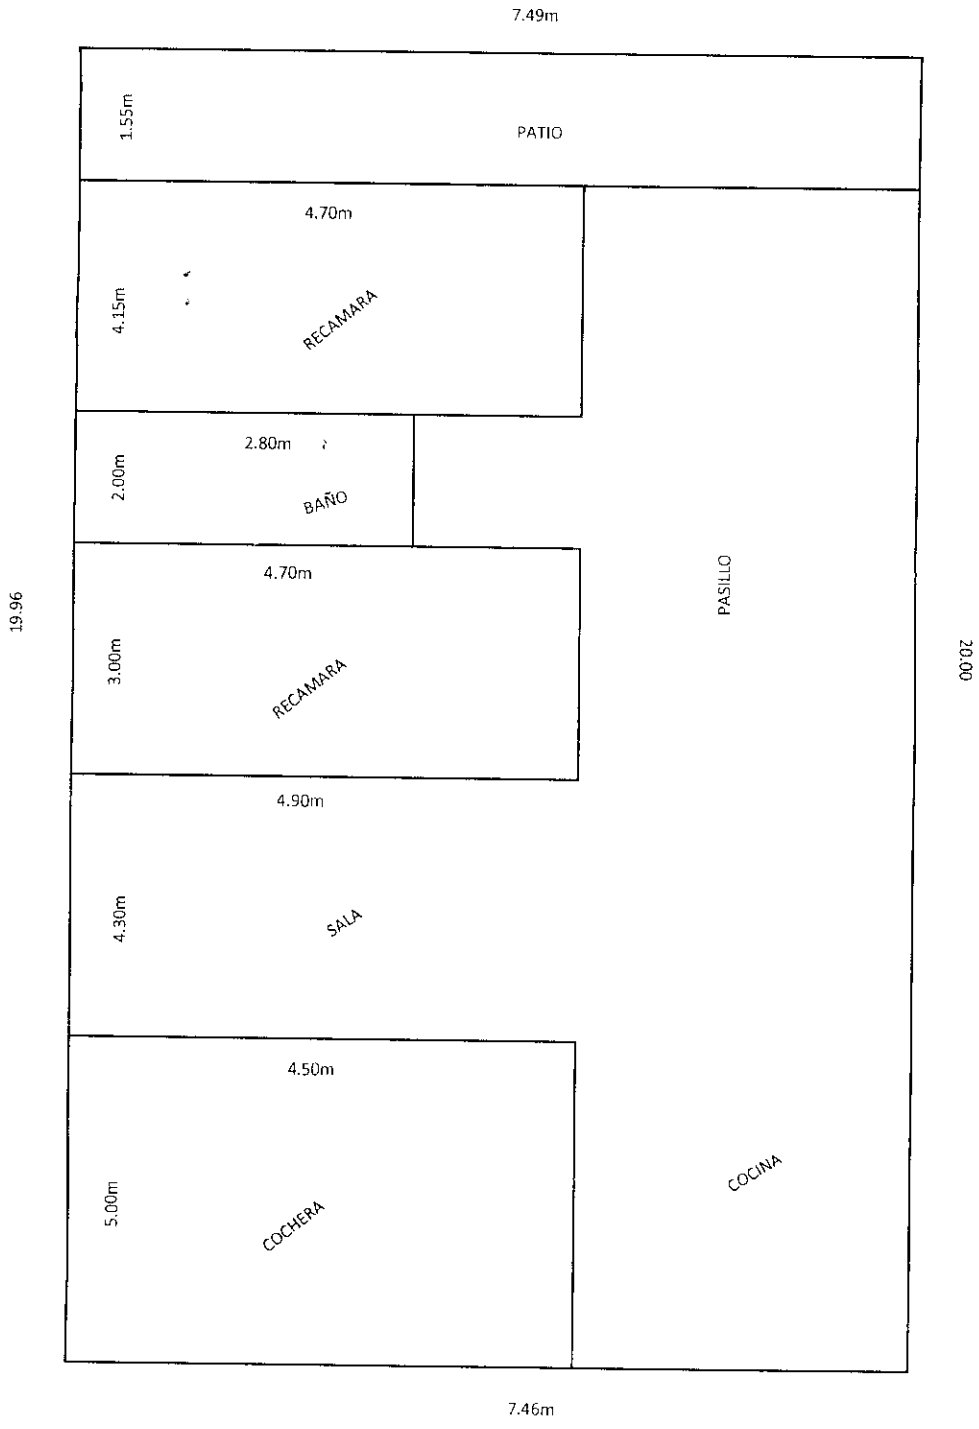 7.49m
1.55m
PATIO
4.70m
4.15m
RECAMARA
2.80m
2.00m
BAÑO
4.70m
3.00m
RECAMARA
PASILLO
19.96
20.00
4.90m
4.30m
SALA
4.50m
5.00m
COCHERA
COCINA
7.46m